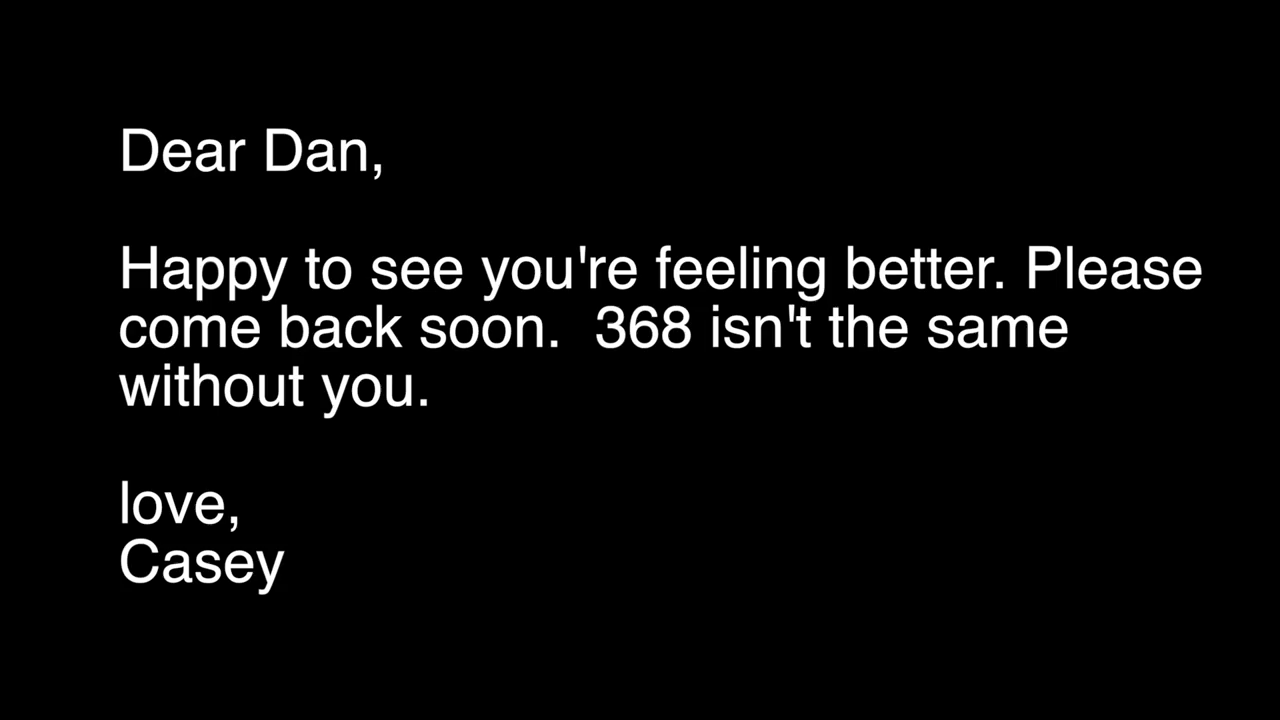 Dear Dan,
Happy to see you're feeling better. Please
come back soon.  368 isn't the same
without you.
love,
Casey